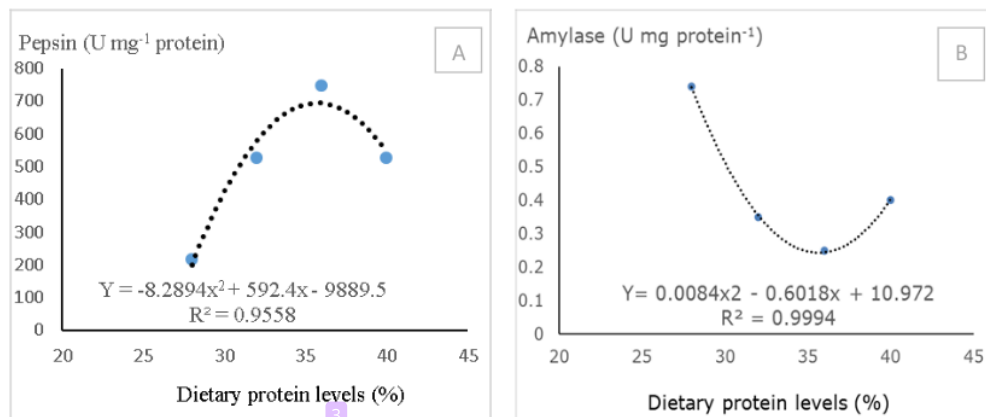 Pepsin (U mg-1 protein)
A
800
700
600
500
400
300
200
100
0
Y = -8.2894x2 + 592.4x - 9889.5
R2 = 0.9558
20 25 30 35 40 45
Dietary protein levels (%)
3
Amylase (U mg protein-1)
B
0.8
0.7
0.6
0.5
0.4
0.3
0.2
0.1
0
Y= 0.0084x2 - 0.6018x + 10.972
R2 = 0.9994
20 25 30 35 40 45
Dietary protein levels (%)